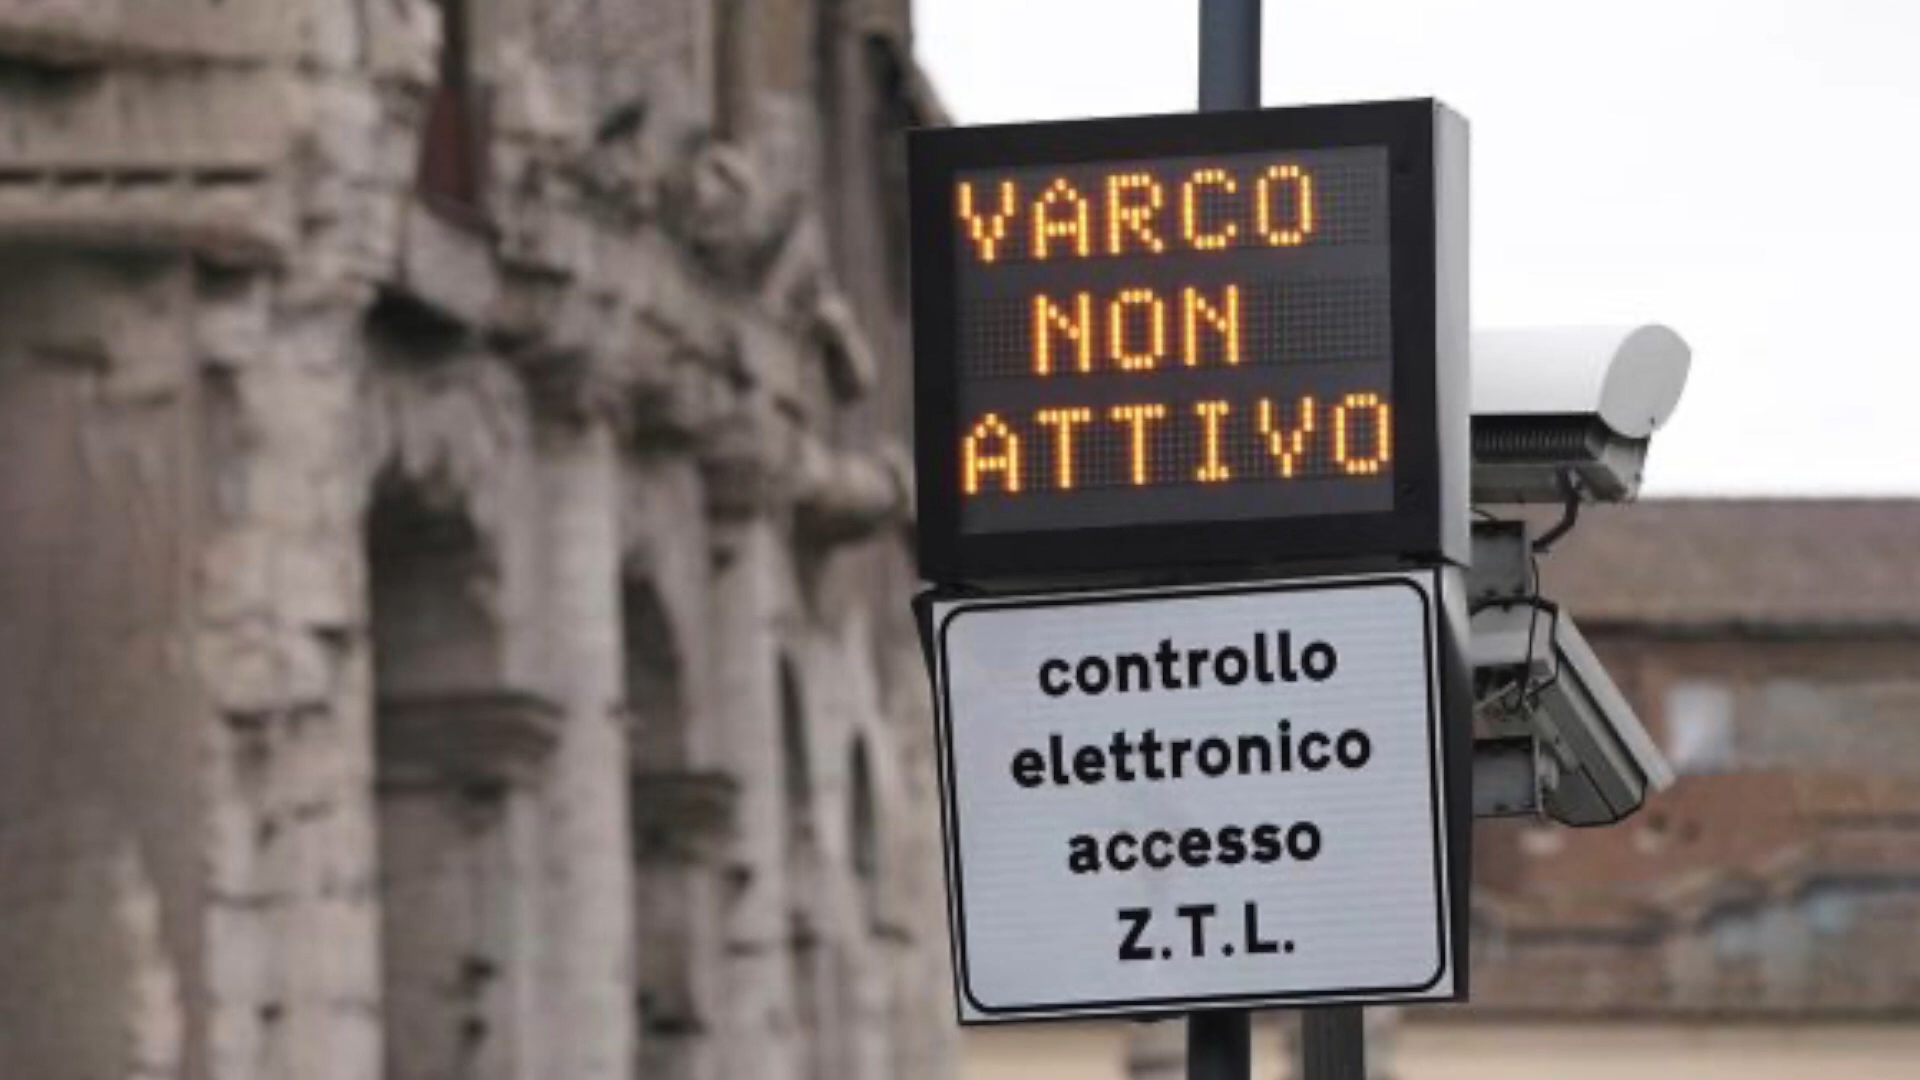 VARCO
NON
ATTIVO
controllo
elettronico
accesso
Z.T.L.